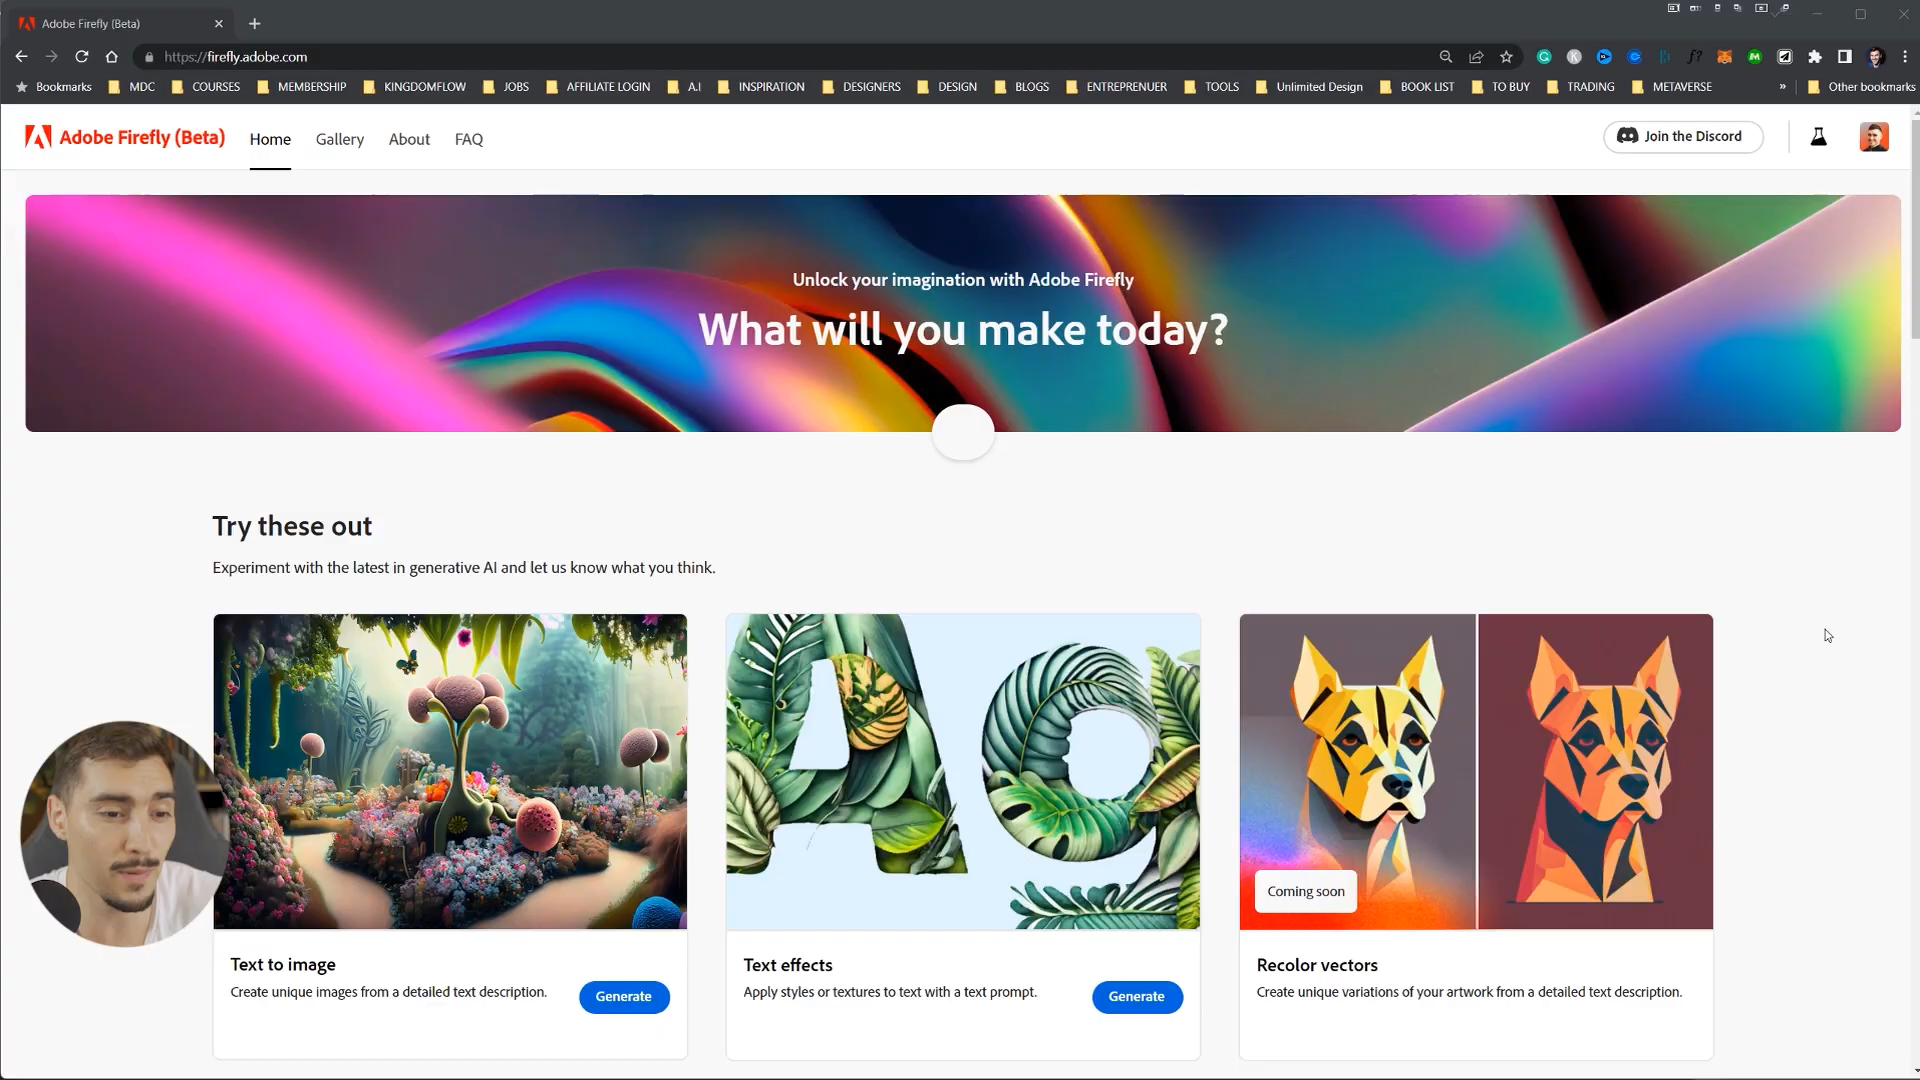 Adobe Firefly (Beta)
https://firefly.adobe.com
Bookmarks MDC COURSES MEMBERSHIP KINGDOMFLOW JOBS AFFILIATE LOGIN A.I INSPIRATION DESIGNERS DESIGN BLOGS ENTREPRENUER TOOLS Unlimited Design BOOK LIST TO BUY TRADING METAVERSE » Other bookmarks
Adobe Firefly (Beta) Home Gallery About FAQ Join the Discord
Unlock your imagination with Adobe Firefly
What will you make today?
Try these out
Experiment with the latest in generative AI and let us know what you think.
Ag
Coming soon
Text to image
Create unique images from a detailed text description.
Generate
Text effects
Apply styles or textures to text with a text prompt.
Generate
Recolor vectors
Create unique variations of your artwork from a detailed text description.